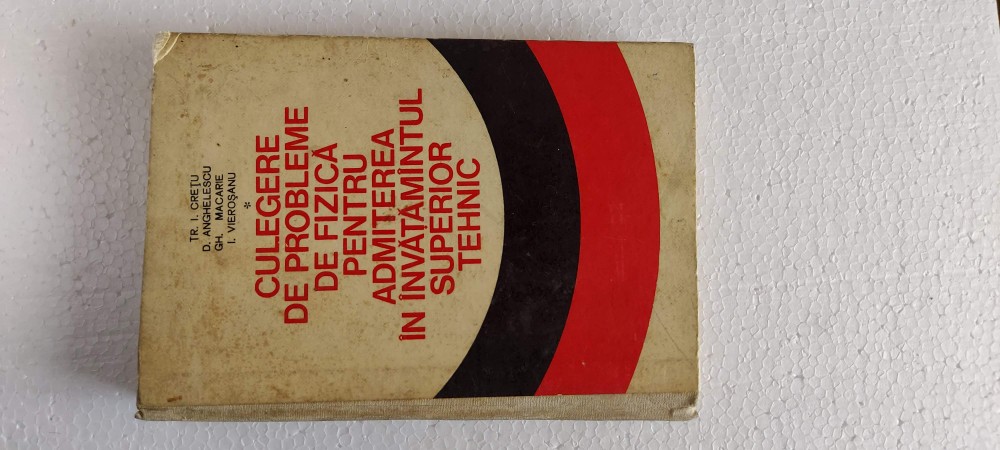 TR. I. CREȚU
D. ANGHELESCU
GH. MACARIE
I. VIEROȘANU
*
CULEGERE
DE PROBLEME
DE FIZICĂ
PENTRU
ADMITEREA
ÎN ÎNVĂȚĂMÎNTUL
SUPERIOR
TEHNIC